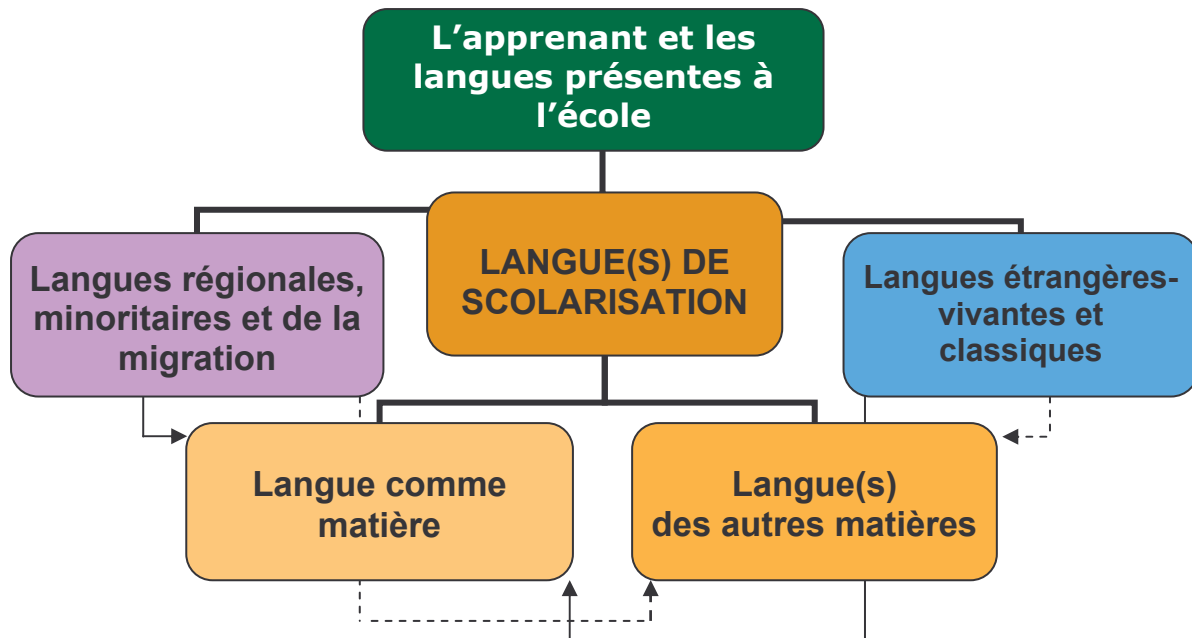 L’apprenant et les
langues présentes à
l’école
LANGUE(S) DE
SCOLARISATION
Langues régionales,
minoritaires et de la
migration
Langues étrangères-
vivantes et
classiques
Langue comme
matière
Langue(s)
des autres matières